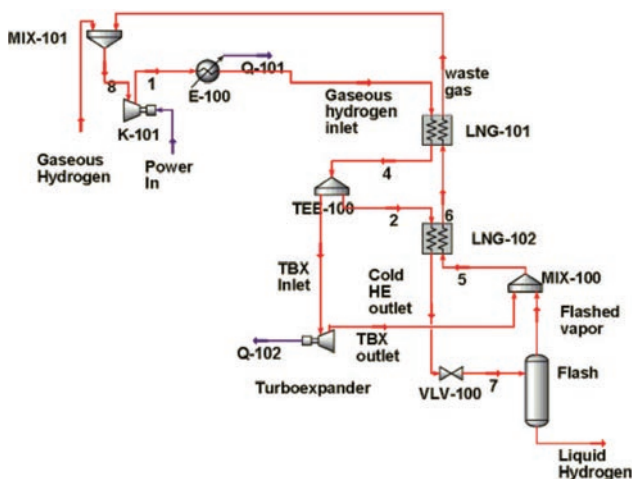 MIX-101
8
1
K-101
E-100
Q-101
Gaseous
Hydrogen
Power
In
Gaseous
hydrogen
inlet
waste
gas
LNG-101
4
TEE-100
2
6
LNG-102
TBX
Inlet
Cold
HE
outlet
5
MIX-100
Flashed
vapor
Q-102
TBX
outlet
Turboexpander
VLV-100
7
Flash
Liquid
Hydrogen